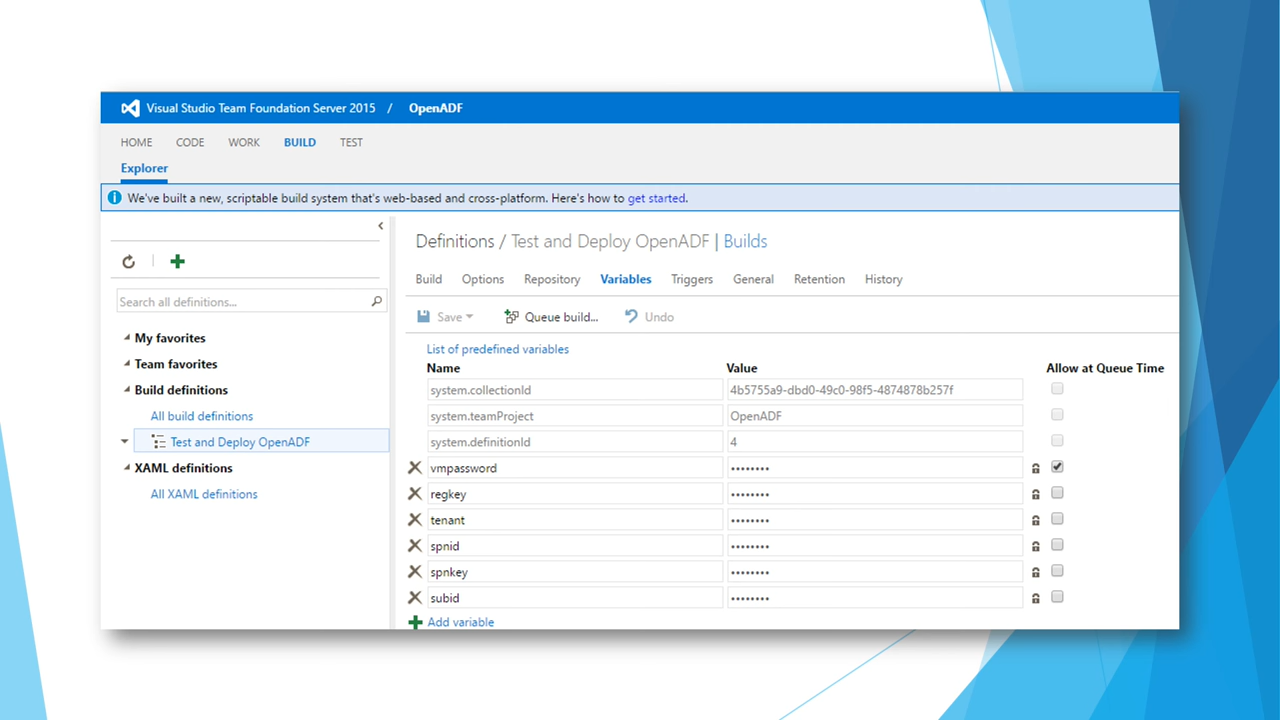 Visual Studio Team Foundation Server 2015 / OpenADF
HOME CODE WORK BUILD TEST
Explorer
We've built a new, scriptable build system that's web-based and cross-platform. Here's how to get started.
Search all definitions...
My favorites
Team favorites
Build definitions
All build definitions
Test and Deploy OpenADF
XAML definitions
All XAML definitions
Definitions / Test and Deploy OpenADF | Builds
Build Options Repository Variables Triggers General Retention History
Save Queue build... Undo
List of predefined variables
Name Value Allow at Queue Time
system.collectionId 4b5755a9-dbd0-49c0-98f5-4874878b257f
system.teamProject OpenADF
system.definitionId 4
vmpassword ••••••••
regkey ••••••••
tenant ••••••••
spnid ••••••••
spnkey ••••••••
subid ••••••••
Add variable